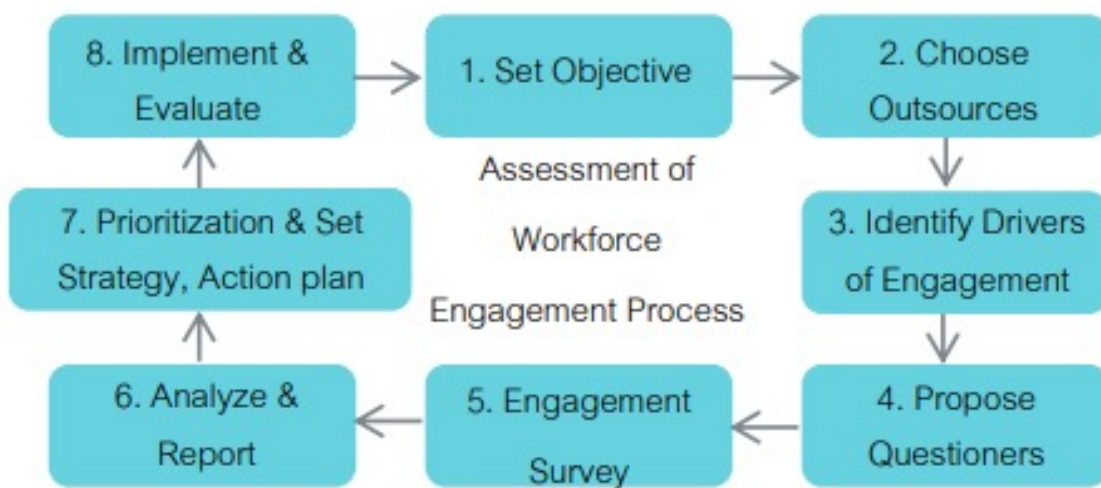 8. Implement &
Evaluate
1. Set Objective
2. Choose
Outsources
Assessment of
Workforce
Engagement Process
7. Prioritization & Set
Strategy, Action plan
3. Identify Drivers
of Engagement
6. Analyze &
Report
5. Engagement
Survey
4. Propose
Questioners